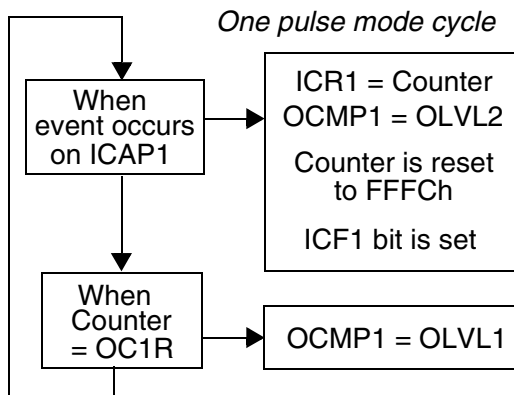 One pulse mode cycle
When
event occurs
on ICAP1
ICR1 = Counter
OCMP1 = OLVL2
Counter is reset
to FFFCh
ICF1 bit is set
When
Counter
= OC1R
OCMP1 = OLVL1